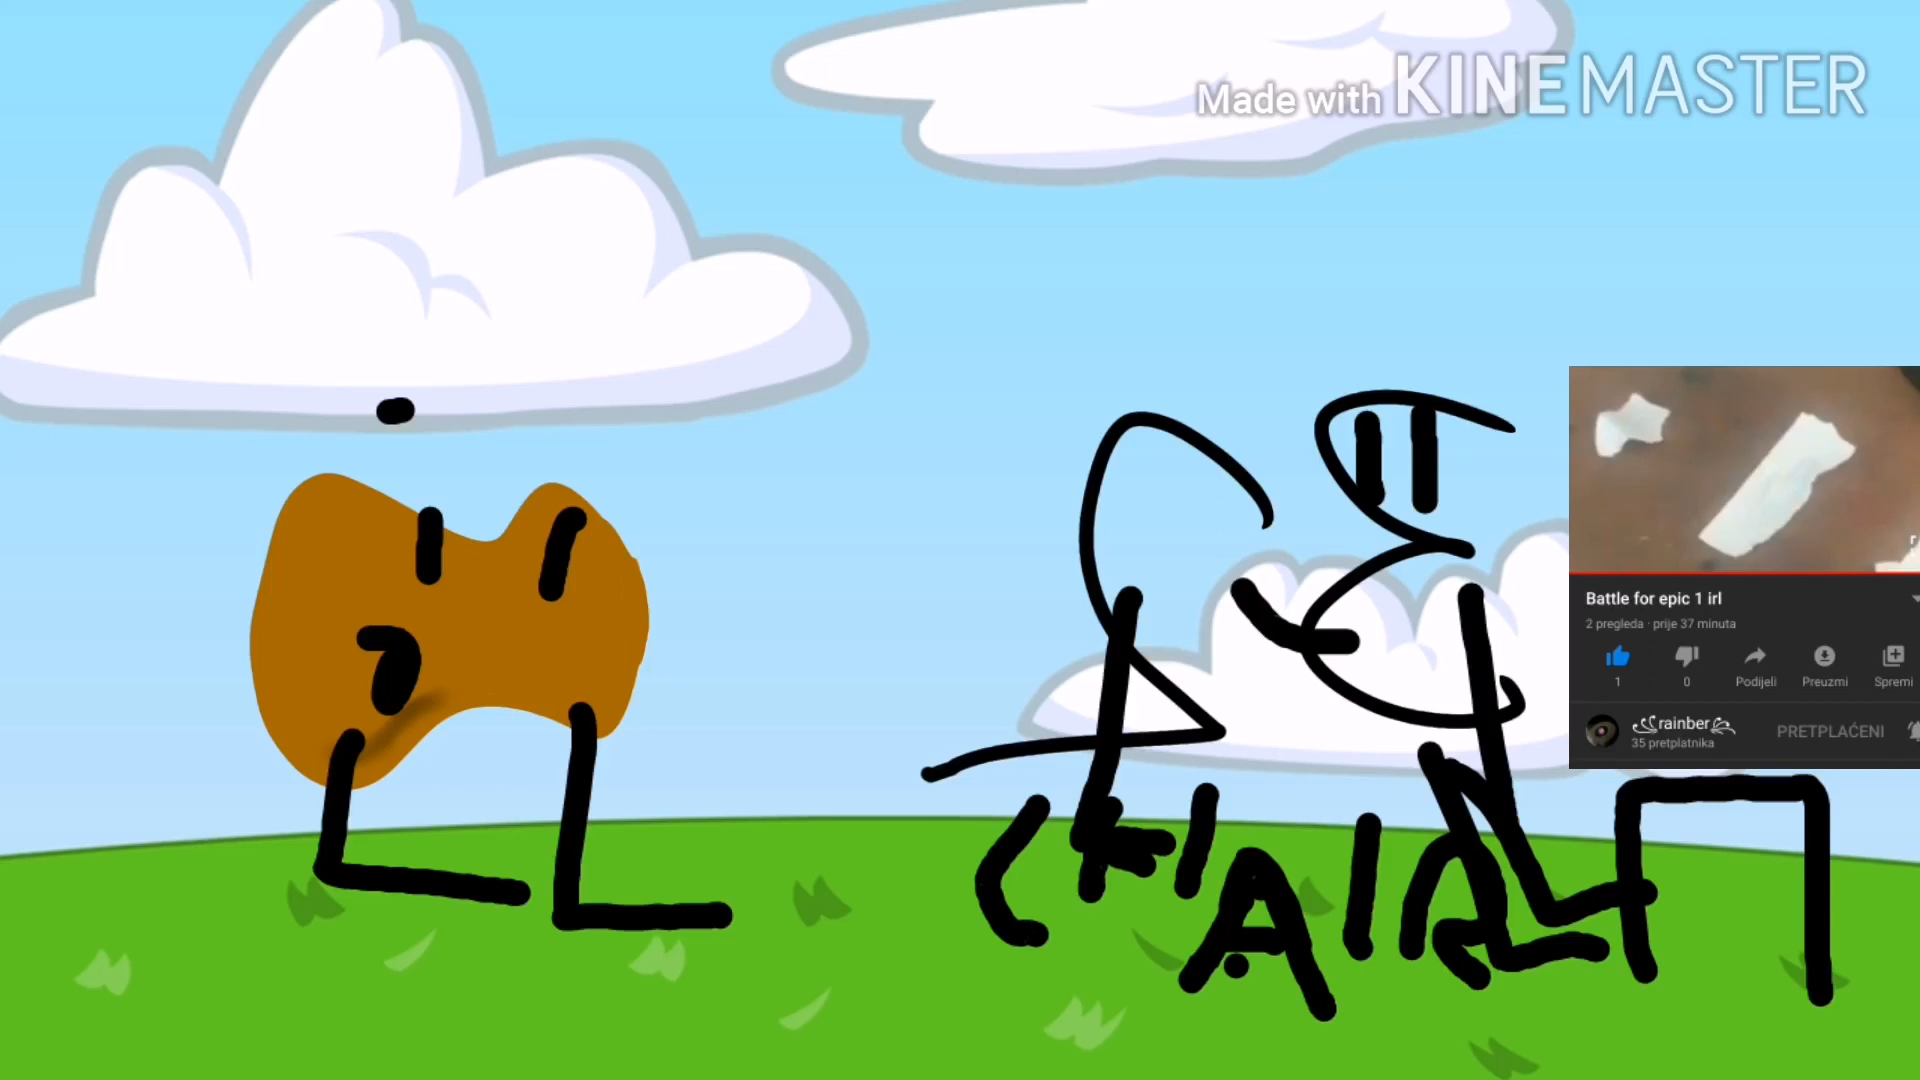 Made with KINEMASTER
CHAIR
Battle for epic 1 irl
2 pregleda · prije 37 minuta
1
0
Podijeli
Preuzmi
Spremi
rainber
PRETPLAĆENI
35 pretplatnika